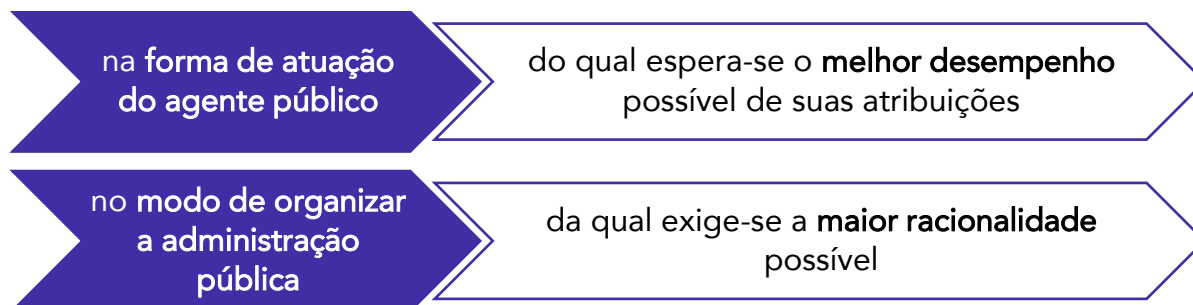 na forma de atuação
do agente público
do qual espera-se o melhor desempenho
possível de suas atribuições
no modo de organizar
a administração
pública
da qual exige-se a maior racionalidade
possível